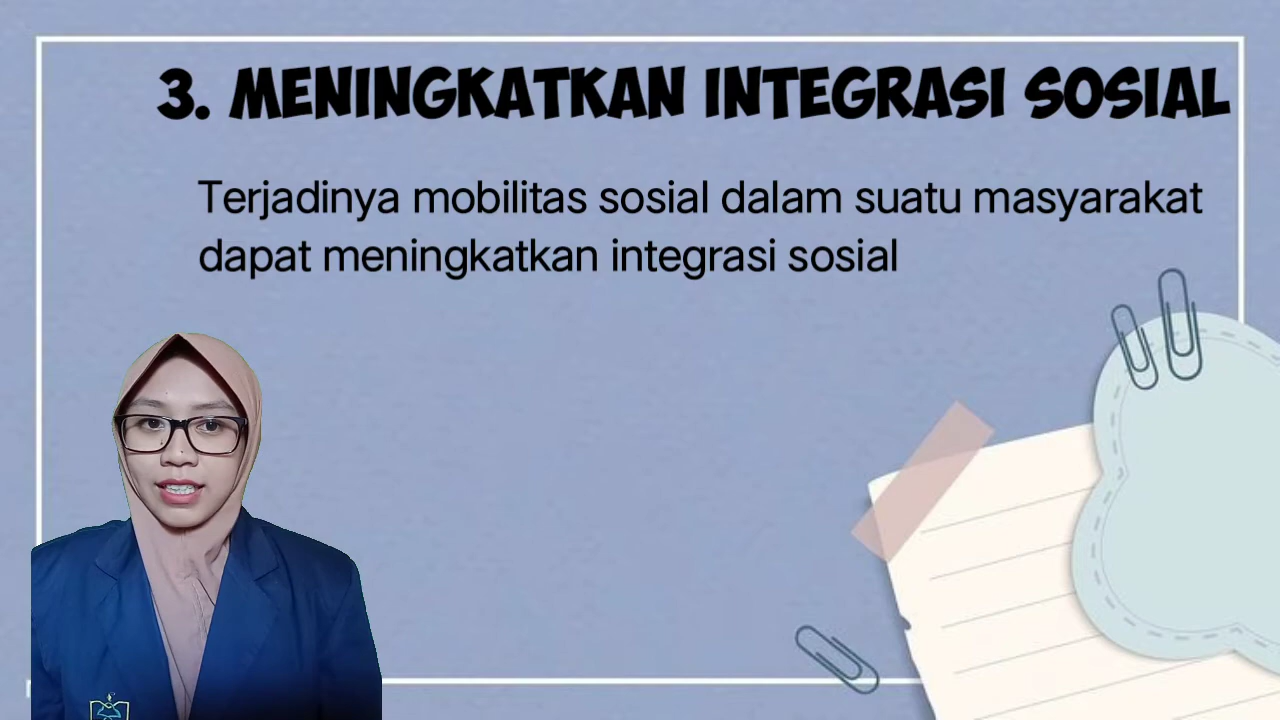 3. MENINGKATKAN INTEGRASI SOSIAL
Terjadinya mobilitas sosial dalam suatu masyarakat
dapat meningkatkan integrasi sosial